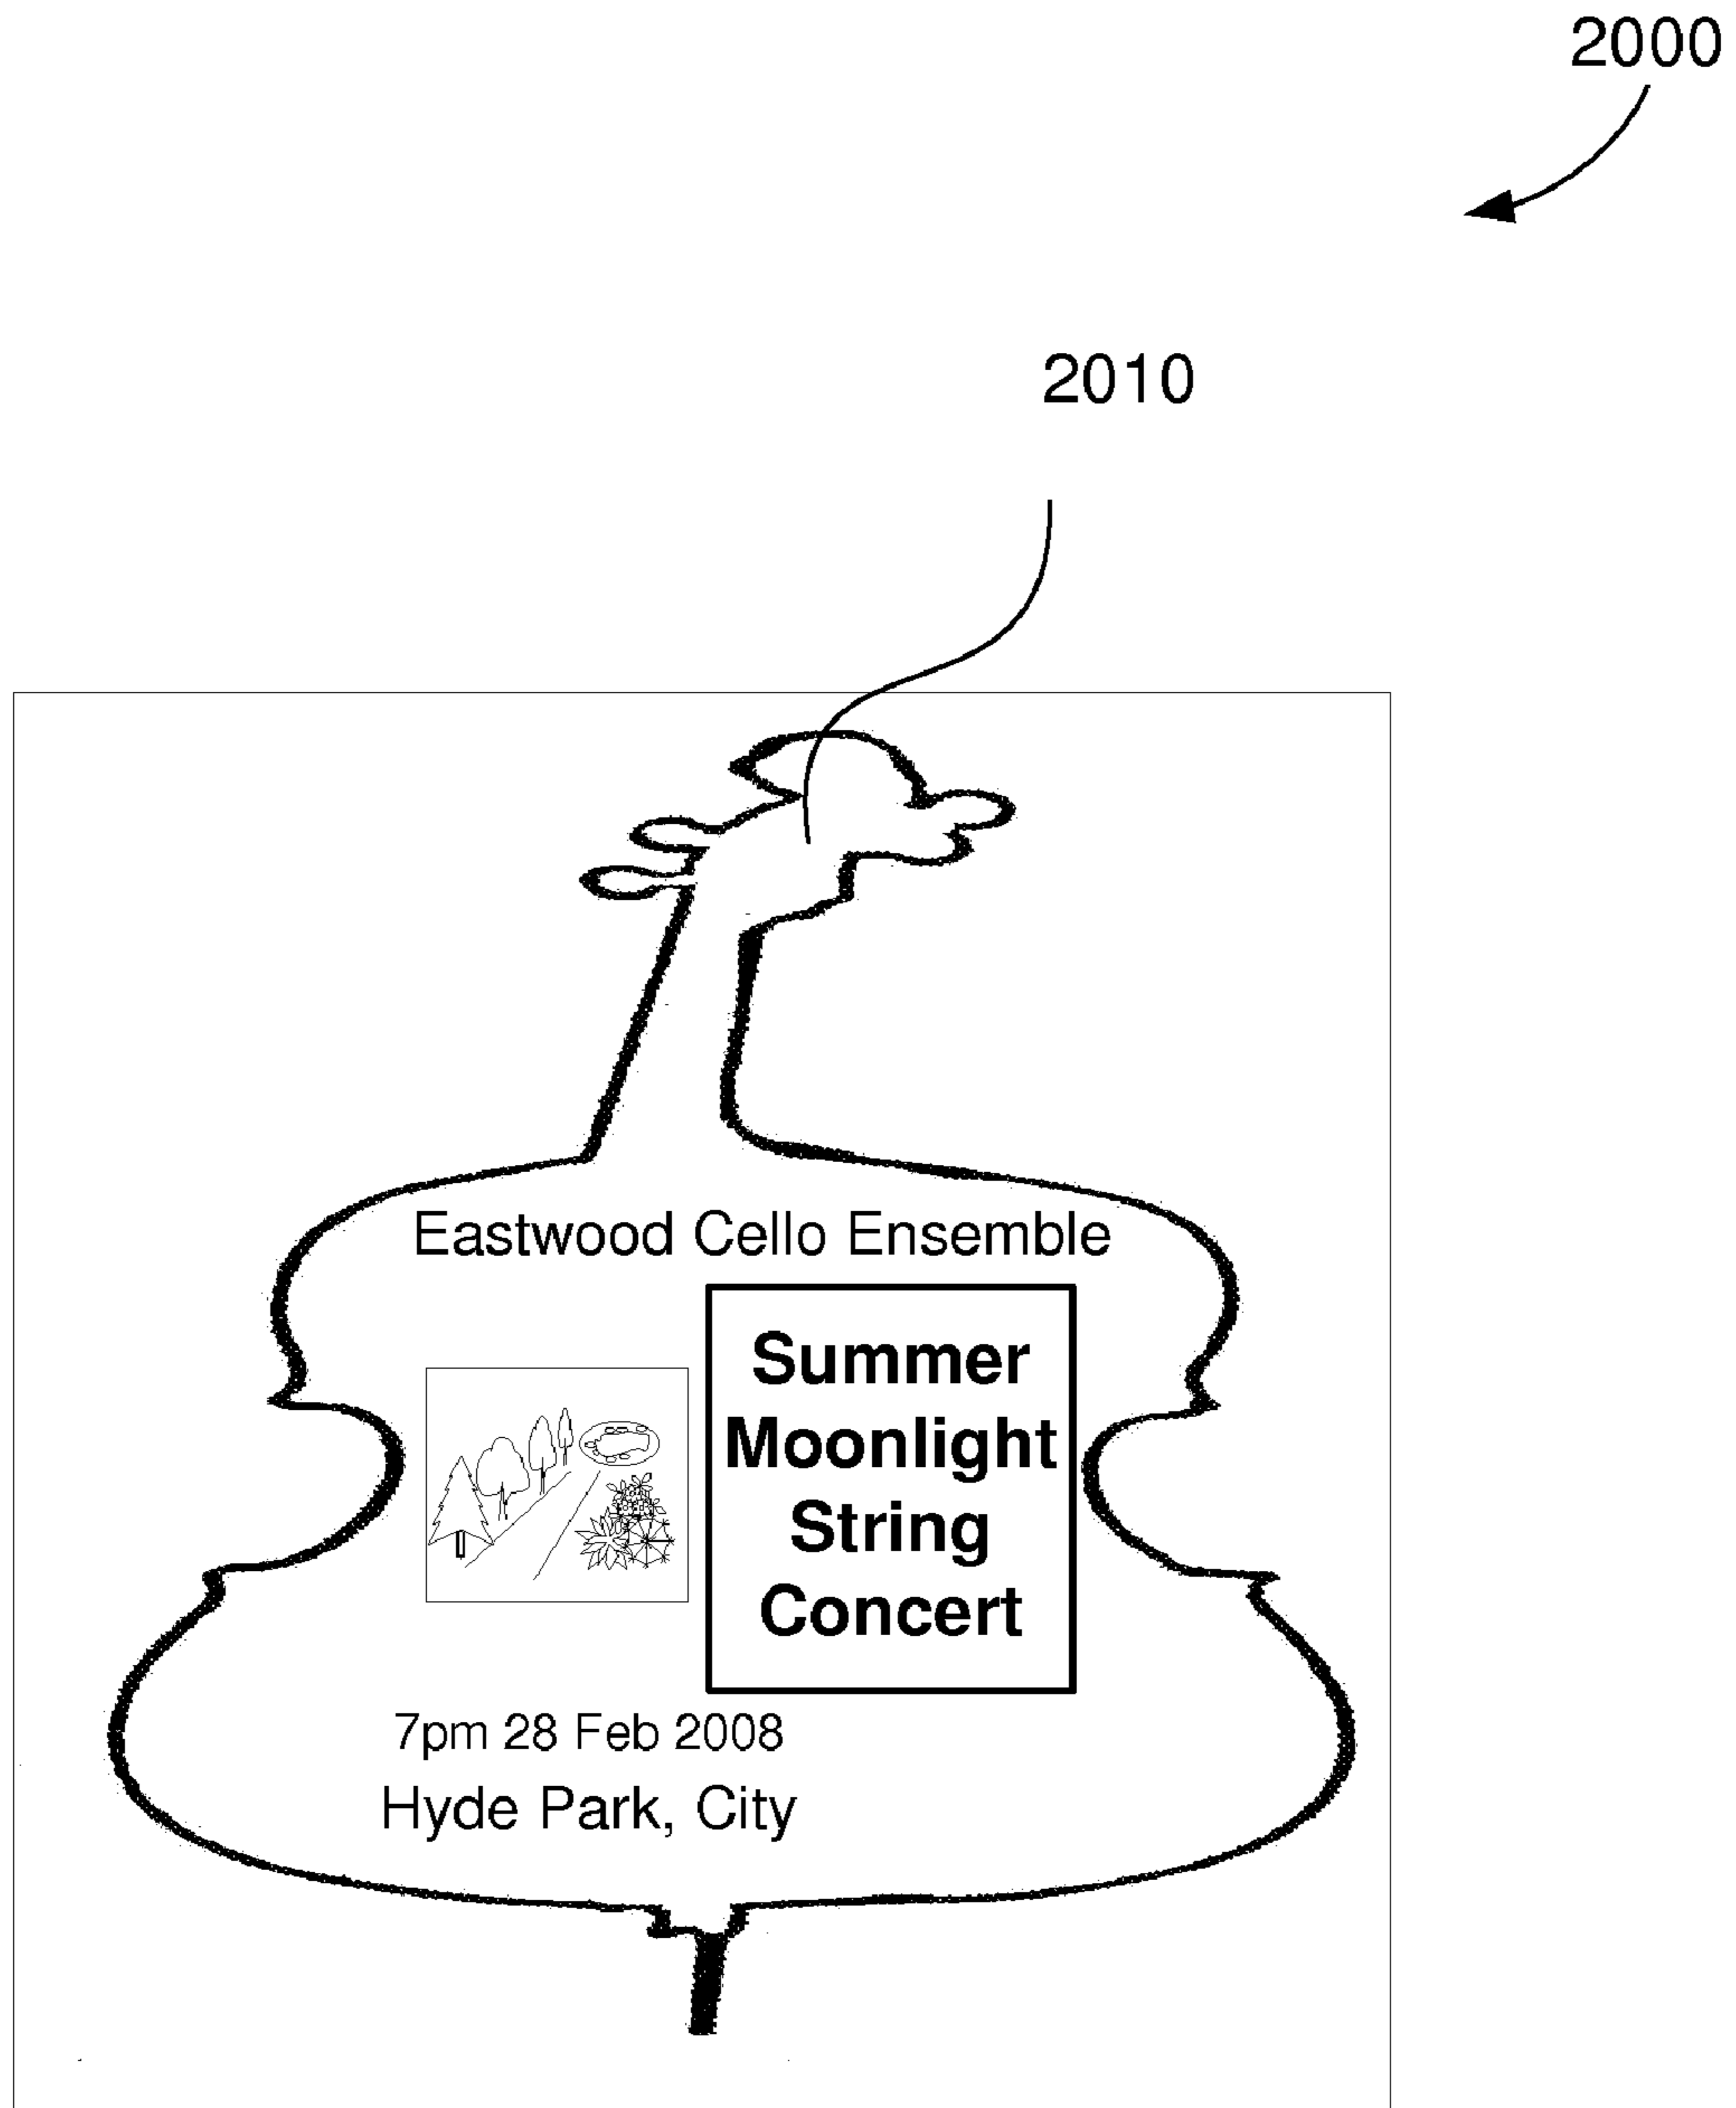 2000
2010
Eastwood Cello Ensemble
Summer
Moonlight
String
Concert
7pm 28 Feb 2008
Hyde Park, City